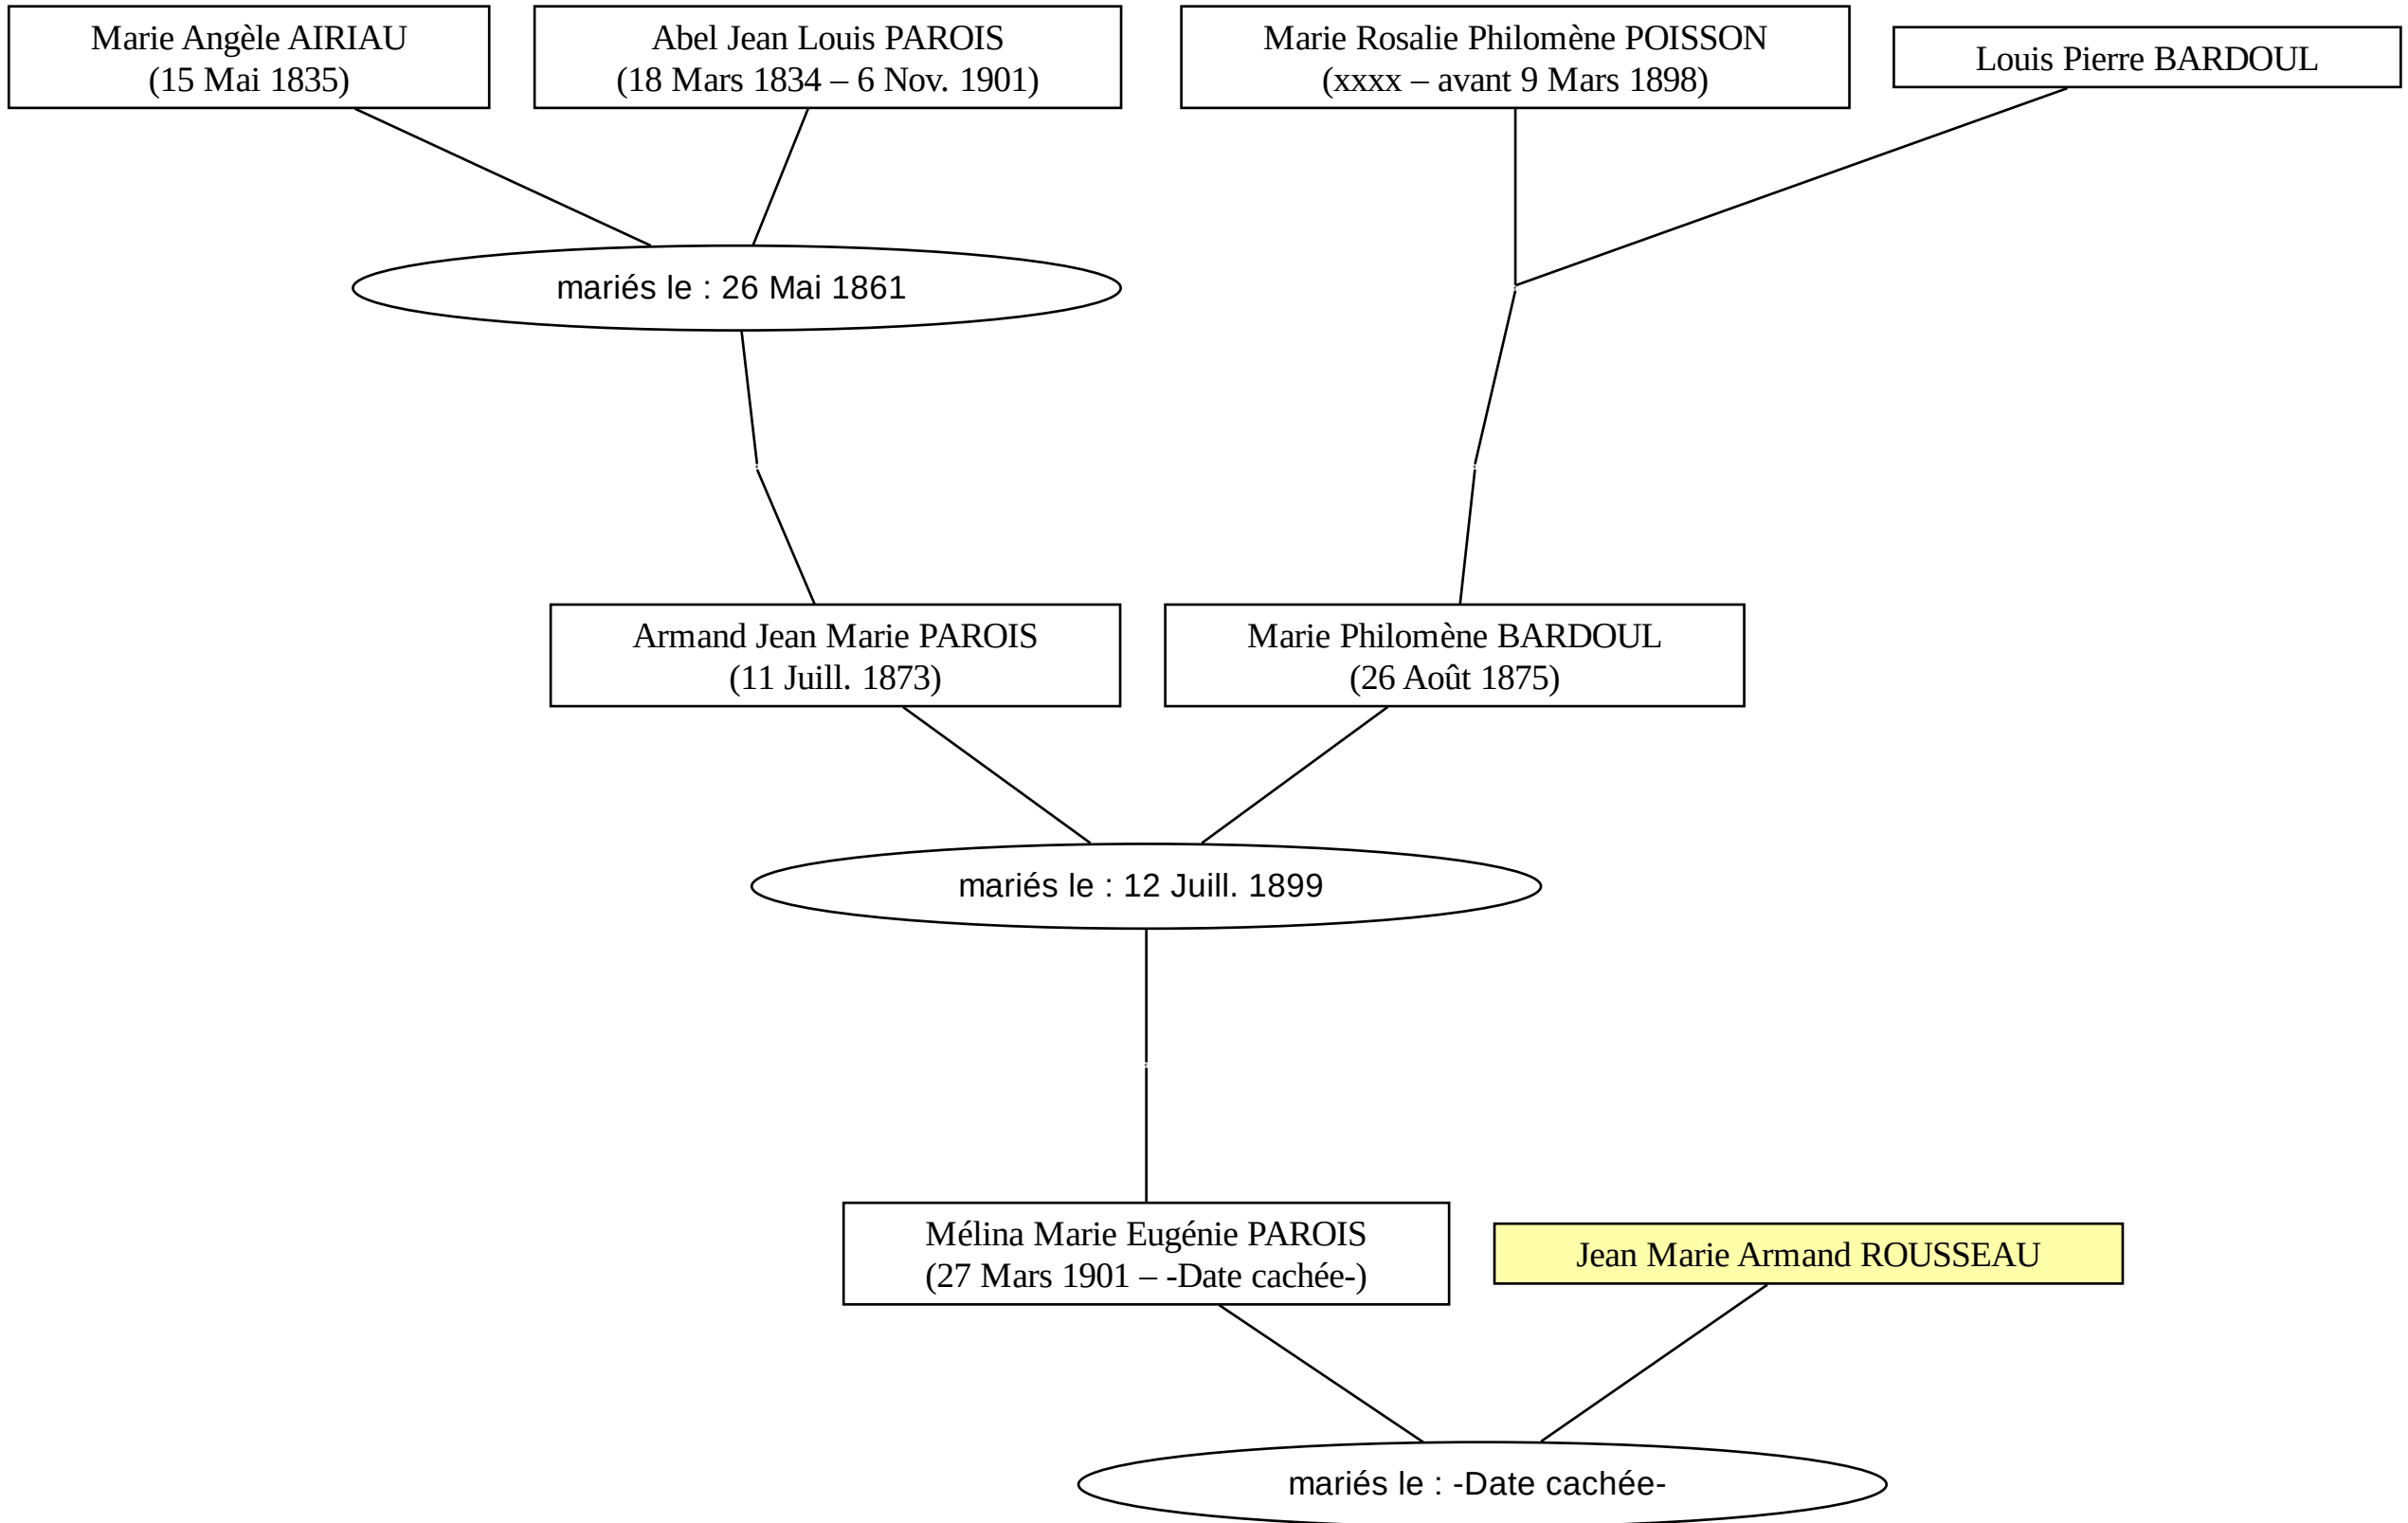 Marie Angèle AIRIAU
(15 Mai 1835)
Abel Jean Louis PAROIS
(18 Mars 1834 – 6 Nov. 1901)
Marie Rosalie Philomène POISSON
(xxxx – avant 9 Mars 1898)
Louis Pierre BARDOUL
mariés le : 26 Mai 1861
Armand Jean Marie PAROIS
(11 Juill. 1873)
Marie Philomène BARDOUL
(26 Août 1875)
mariés le : 12 Juill. 1899
Mélina Marie Eugénie PAROIS
(27 Mars 1901 – -Date cachée-)
Jean Marie Armand ROUSSEAU
mariés le : -Date cachée-